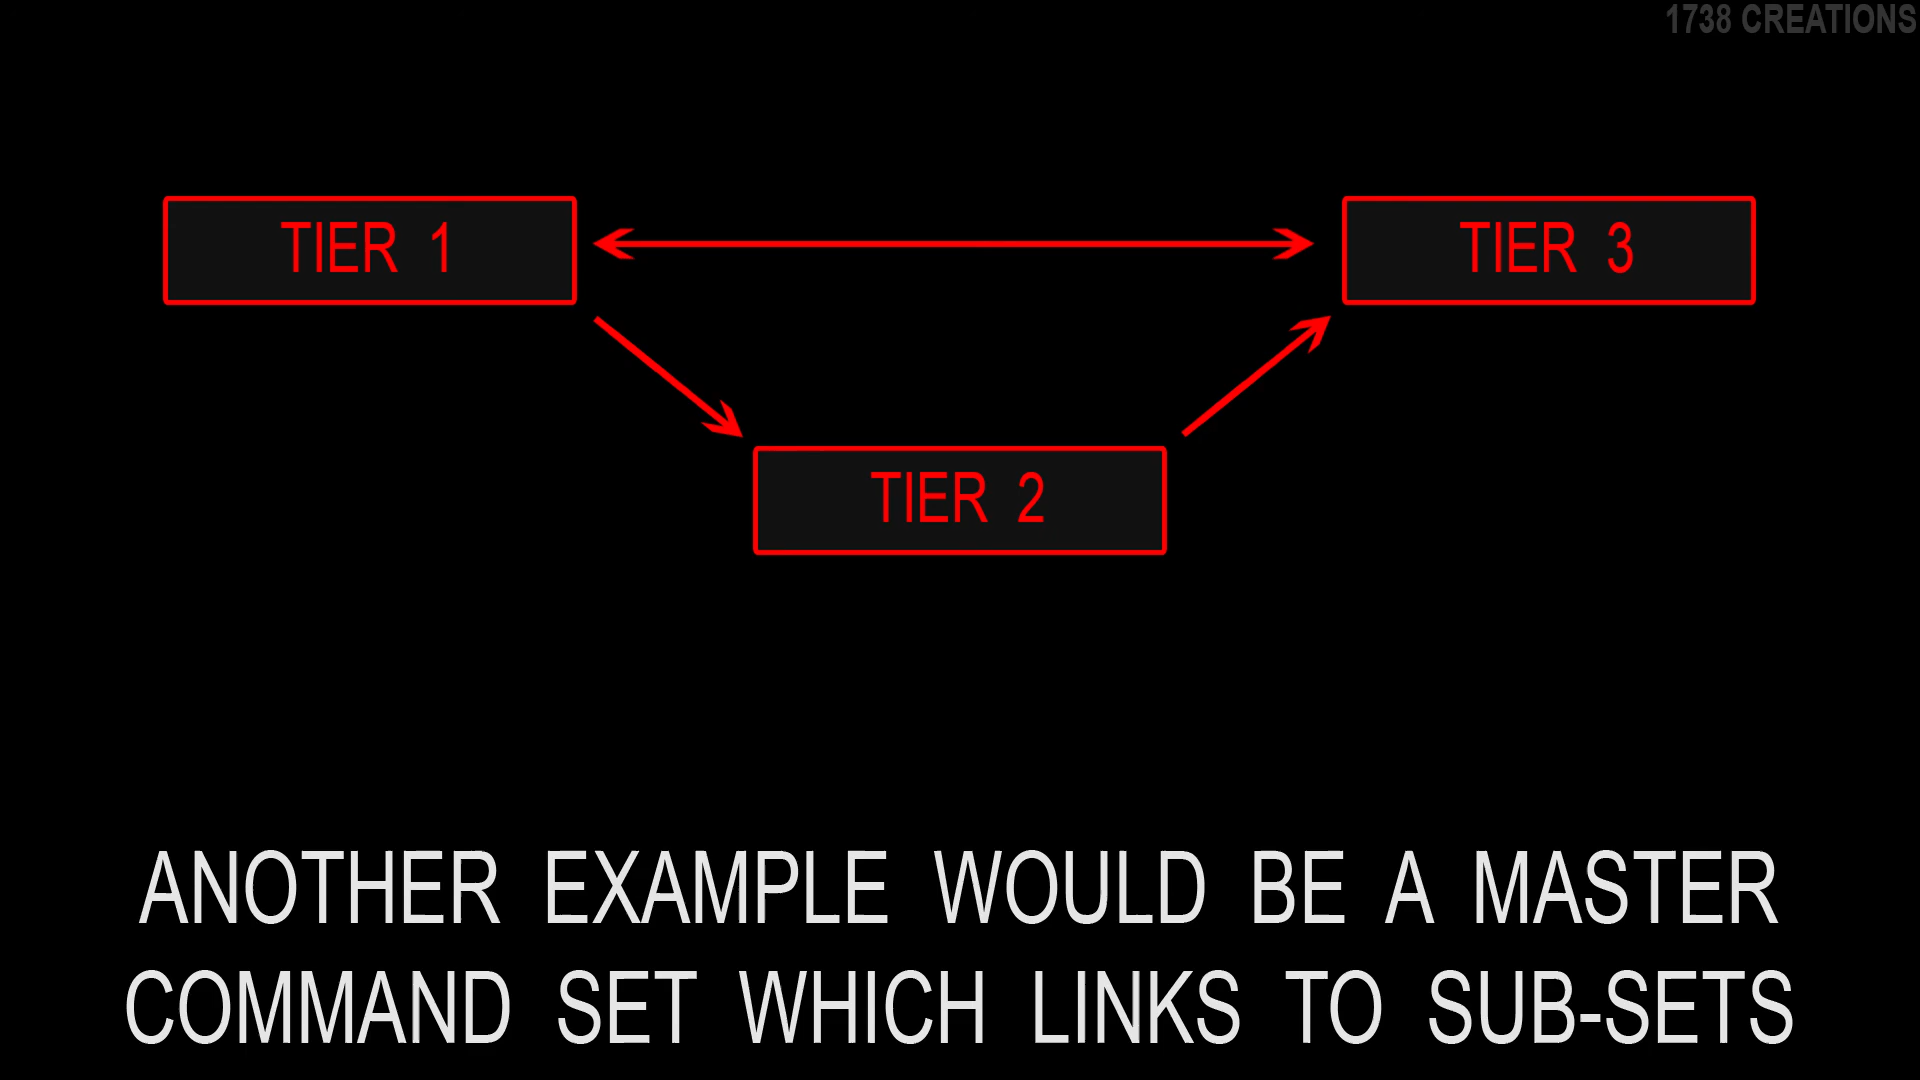 1738 CREATIONS
TIER 1
TIER 3
TIER 2
ANOTHER EXAMPLE WOULD BE A MASTER
COMMAND SET WHICH LINKS TO SUB-SETS